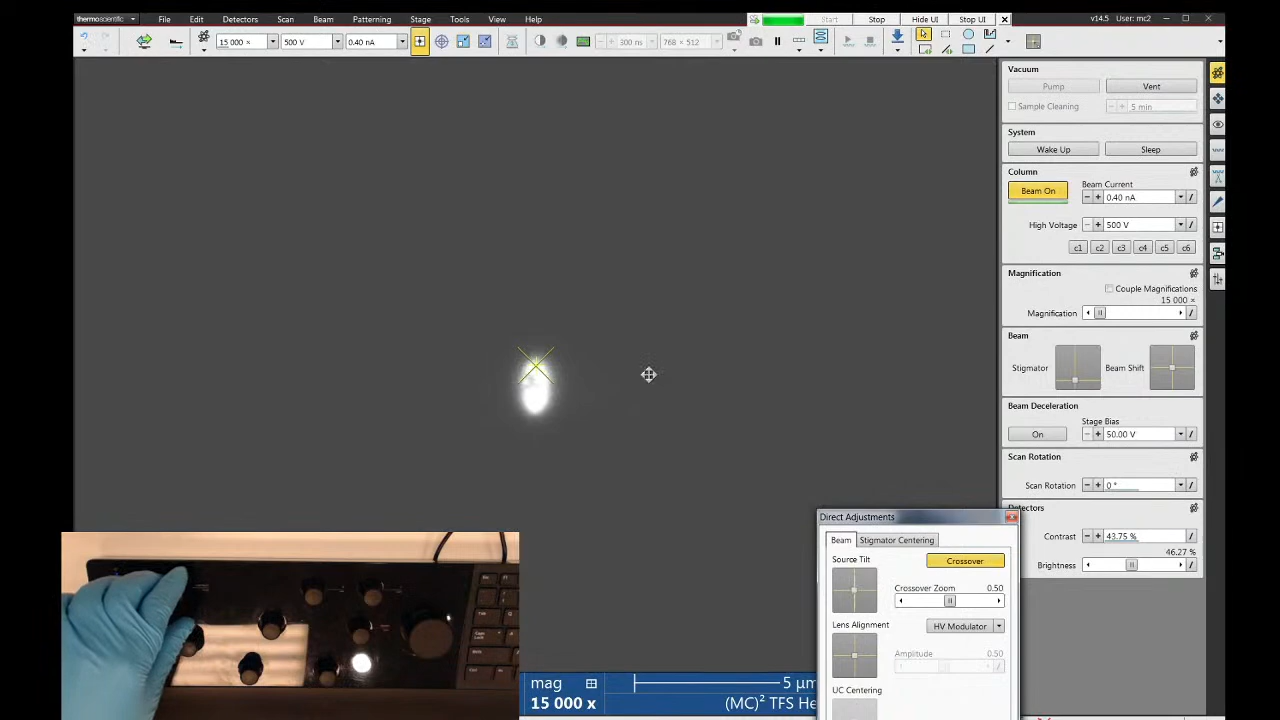 thermoscientific File Edit Detectors Scan Beam Patterning Stage Tools View Help Start Stop Hide UI Stop UI v14.5 User: mc2
15 000 × 500 V 0.40 nA 300 ns 768 × 512
Vacuum
Pump Vent
Sample Cleaning 5 min
System
Wake Up Sleep
Column
Beam On
Beam Current
0.40 nA
High Voltage 500 V
c1 c2 c3 c4 c5 c6
Magnification
Couple Magnifications
15 000 ×
Magnification
Beam
Stigmator Beam Shift
Beam Deceleration
Stage Bias
On 50.00 V
Scan Rotation
Scan Rotation 0 °
Detectors
Contrast 43.75 %
46.27 %
Brightness
Direct Adjustments
Beam Stigmator Centering
Source Tilt Crossover
Crossover Zoom 0.50
Lens Alignment HV Modulator
Amplitude 0.50
UC Centering
mag 5 µm
15 000 x (MC)² TFS He